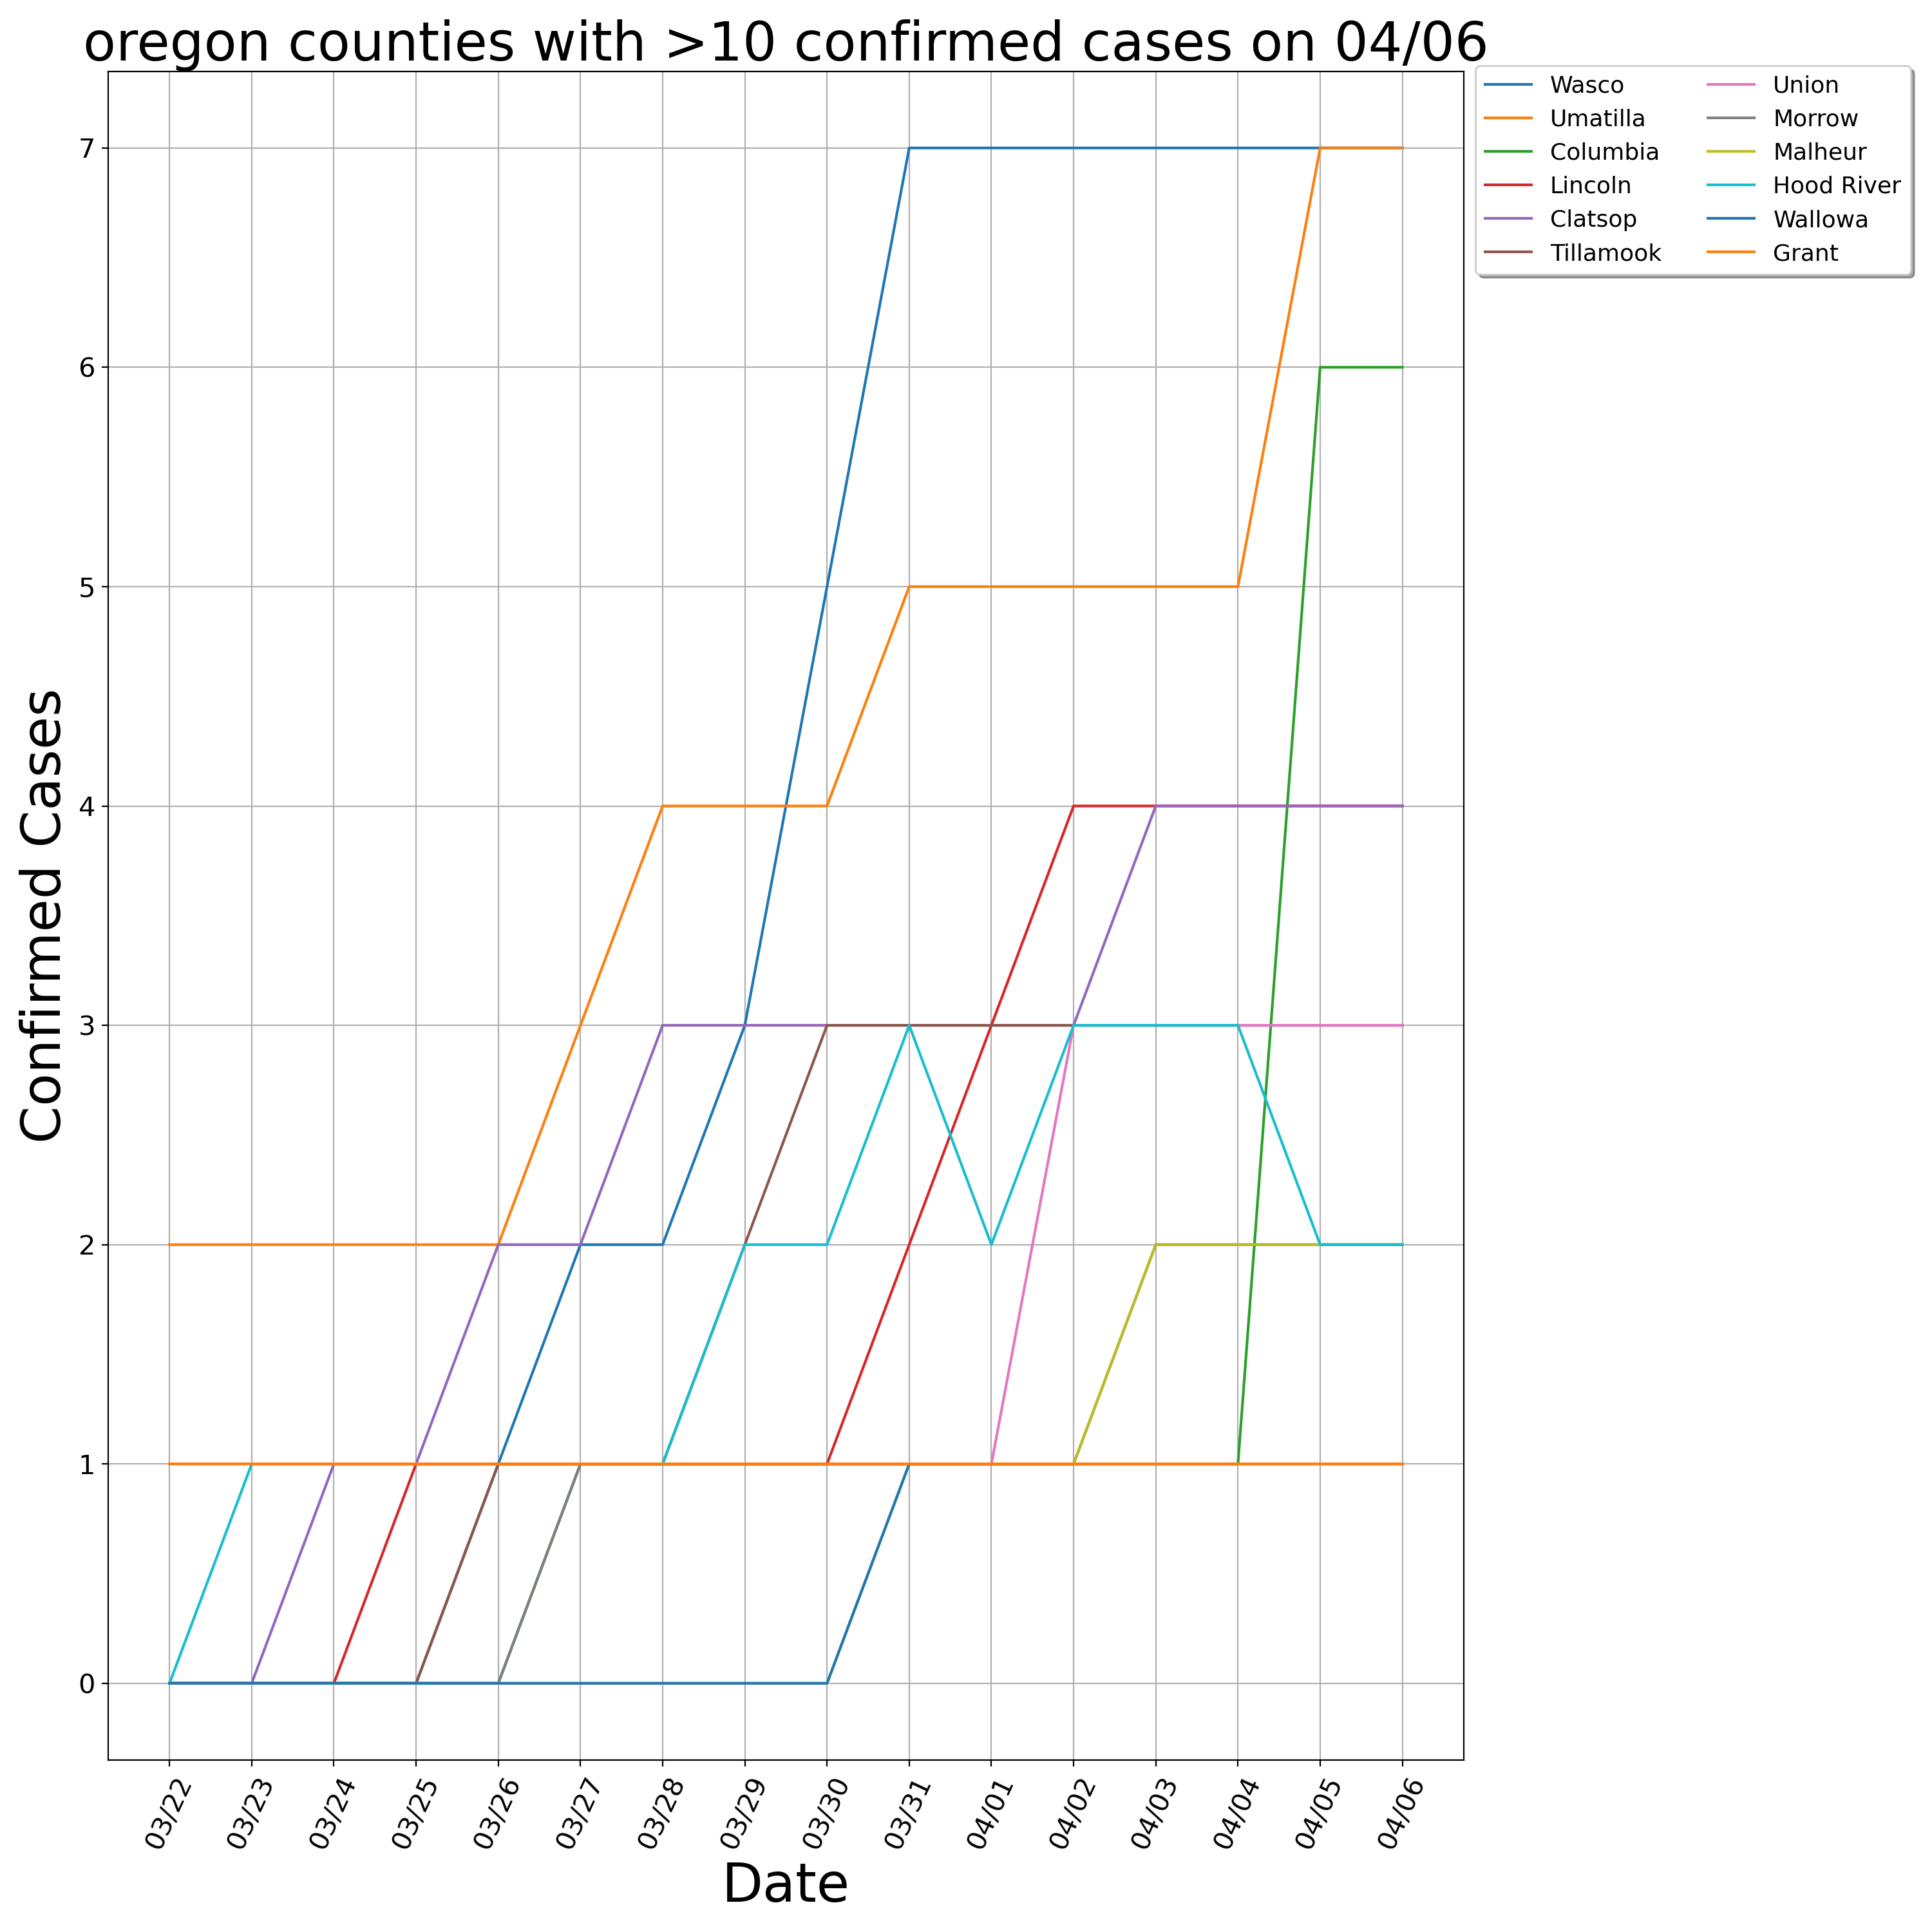 oregon counties with >10 confirmed cases on 04/06
Wasco
Umatilla
Columbia
Lincoln
Clatsop
Tillamook
Union
Morrow
Malheur
Hood River
Wallowa
Grant
Confirmed Cases
7
6
5
4
3
2
1
0
03/22
03/23
03/24
03/25
03/26
03/27
03/28
03/29
03/30
03/31
04/01
04/02
04/03
04/04
04/05
04/06
Date